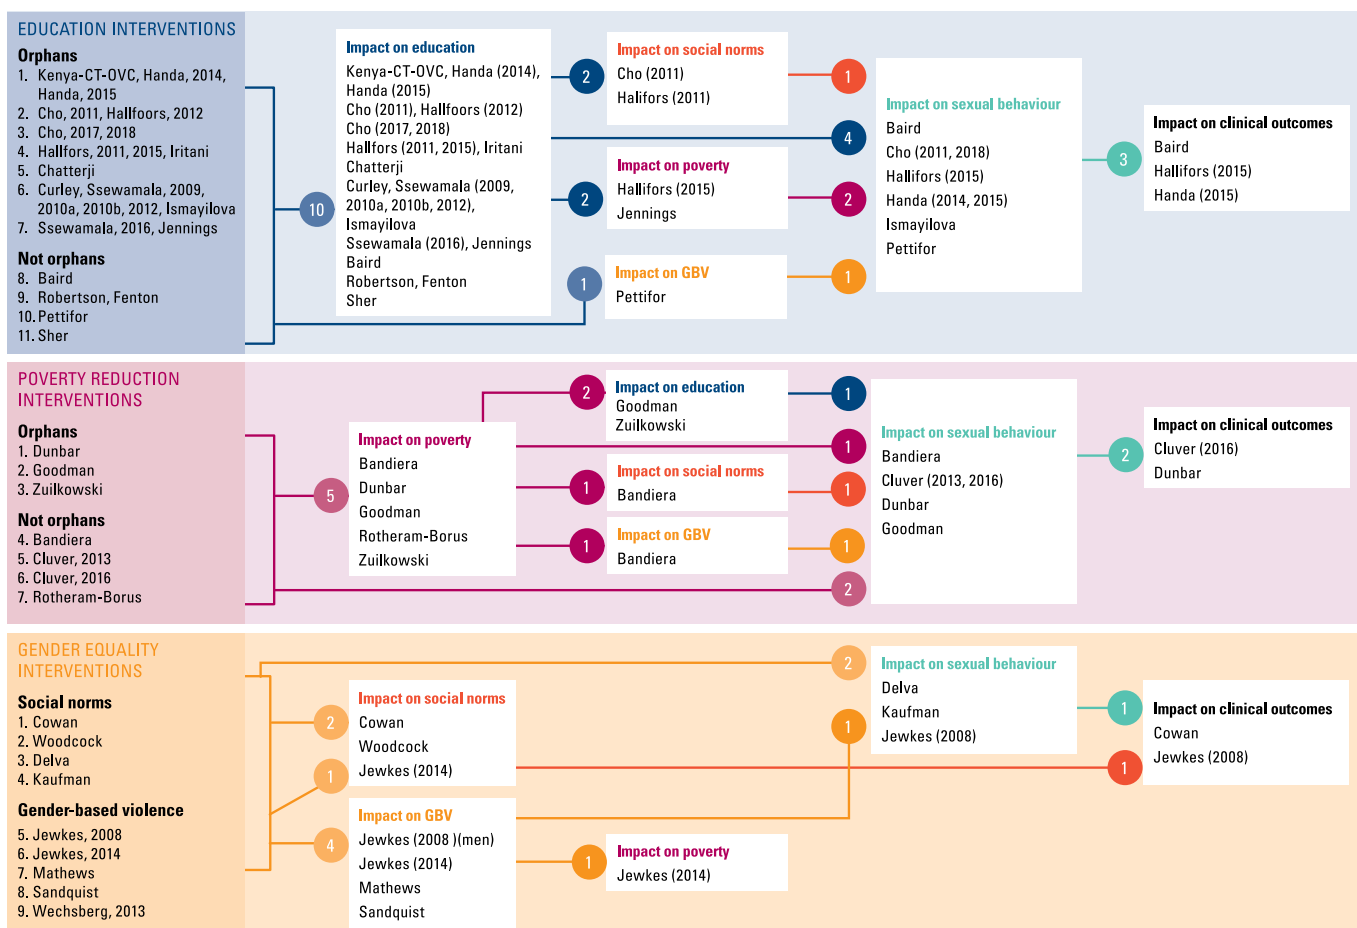 EDUCATION INTERVENTIONS
Orphans
1. Kenya-CT-OVC, Handa, 2014,
Handa, 2015
2. Cho, 2011, Hallfoors, 2012
3. Cho, 2017, 2018
4. Hallfors, 2011, 2015, Iritani
5. Chatterji
6. Curley, Ssewamala, 2009,
2010a, 2010b, 2012, Ismayilova
7. Ssewamala, 2016, Jennings
Not orphans
8. Baird
9. Robertson, Fenton
10. Pettifor
11. Sher
10
Impact on education
Kenya-CT-OVC, Handa (2014),
Handa (2015)
Cho (2011), Hallfoors (2012)
Cho (2017, 2018)
Hallfors (2011, 2015), Iritani
Chatterji
Curley, Ssewamala (2009,
2010a, 2010b, 2012),
Ismayilova
Ssewamala (2016), Jennings
Baird
Robertson, Fenton
Sher
2
2
1
Impact on social norms
Cho (2011)
Halifors (2011)
Impact on poverty
Hallifors (2015)
Jennings
Impact on GBV
Pettifor
1
4
2
1
Impact on sexual behaviour
Baird
Cho (2011, 2018)
Hallifors (2015)
Handa (2014, 2015)
Ismayilova
Pettifor
3
Impact on clinical outcomes
Baird
Hallifors (2015)
Handa (2015)
POVERTY REDUCTION
INTERVENTIONS
Orphans
1. Dunbar
2. Goodman
3. Zuilkowski
Not orphans
4. Bandiera
5. Cluver, 2013
6. Cluver, 2016
7. Rotheram-Borus
5
Impact on poverty
Bandiera
Dunbar
Goodman
Rotheram-Borus
Zuilkowski
2
1
1
Impact on education
Goodman
Zuilkowski
Impact on social norms
Bandiera
Impact on GBV
Bandiera
1
1
1
1
2
Impact on sexual behaviour
Bandiera
Cluver (2013, 2016)
Dunbar
Goodman
2
Impact on clinical outcomes
Cluver (2016)
Dunbar
GENDER EQUALITY
INTERVENTIONS
Social norms
1. Cowan
2. Woodcock
3. Delva
4. Kaufman
Gender-based violence
5. Jewkes, 2008
6. Jewkes, 2014
7. Mathews
8. Sandquist
9. Wechsberg, 2013
2
1
4
Impact on social norms
Cowan
Woodcock
Jewkes (2014)
Impact on GBV
Jewkes (2008 )(men)
Jewkes (2014)
Mathews
Sandquist
1
Impact on poverty
Jewkes (2014)
2
1
Impact on sexual behaviour
Delva
Kaufman
Jewkes (2008)
1
1
Impact on clinical outcomes
Cowan
Jewkes (2008)